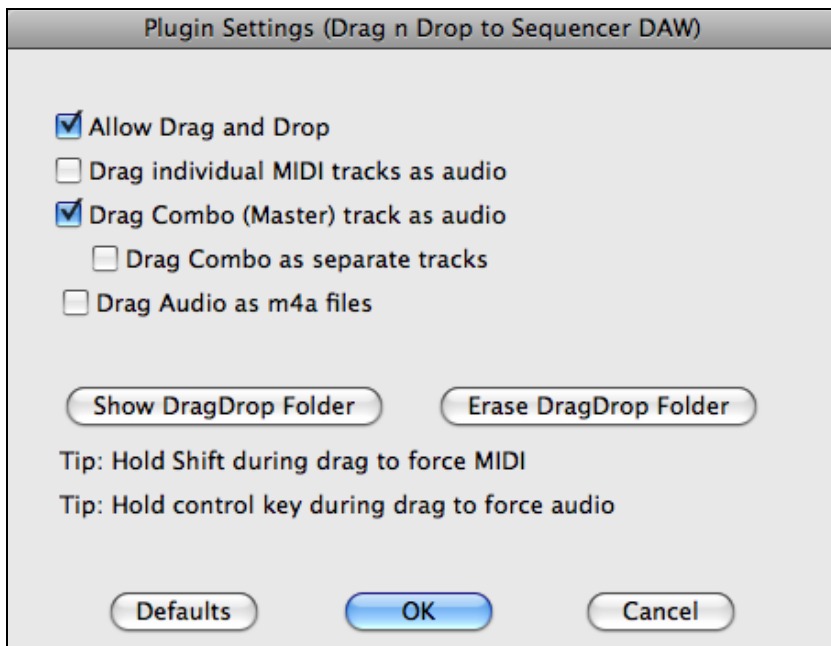 Plugin Settings (Drag n Drop to Sequencer DAW)
Allow Drag and Drop
Drag individual MIDI tracks as audio
Drag Combo (Master) track as audio
Drag Combo as separate tracks
Drag Audio as m4a files
Show DragDrop Folder Erase DragDrop Folder
Tip: Hold Shift during drag to force MIDI
Tip: Hold control key during drag to force audio
Defaults OK Cancel